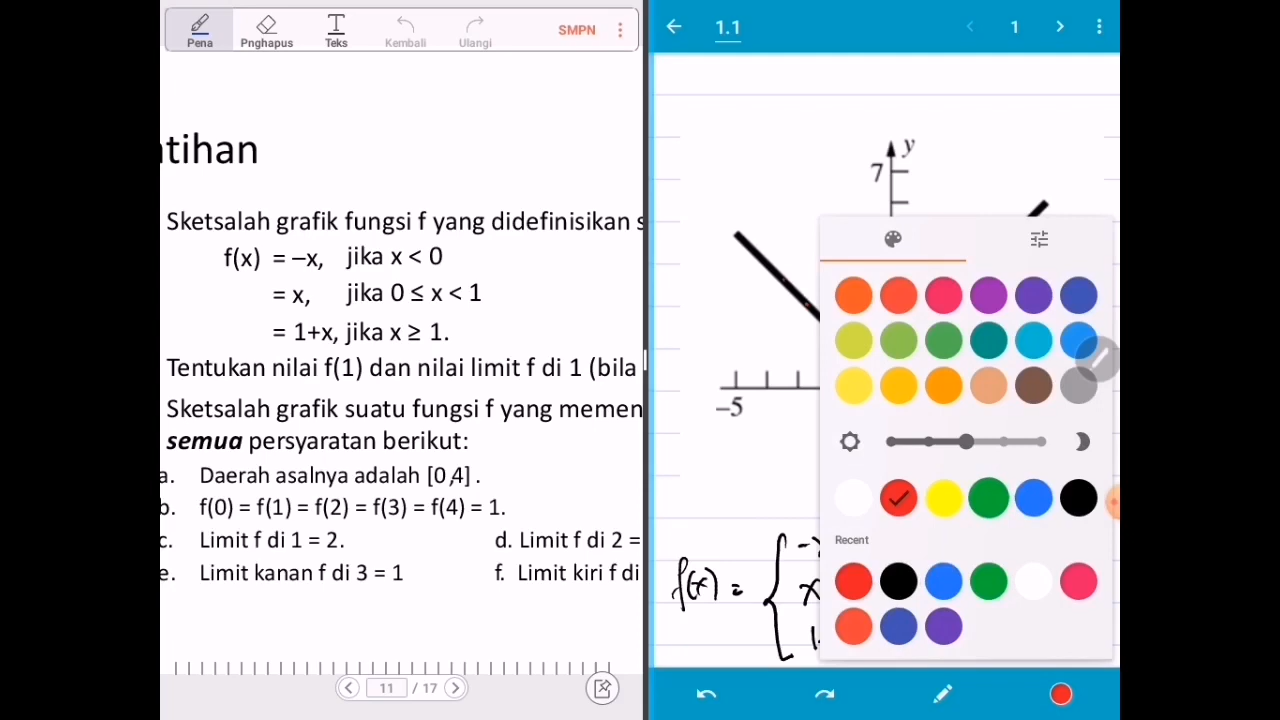 Pena Pnghapus Teks Kembali Ulangi SMPN
tihan
Sketsalah grafik fungsi f yang didefinisikan s
f(x) = –x, jika x < 0
= x, jika 0 ≤ x < 1
= 1+x, jika x ≥ 1.
Tentukan nilai f(1) dan nilai limit f di 1 (bila
Sketsalah grafik suatu fungsi f yang memen
semua persyaratan berikut:
a. Daerah asalnya adalah [0,4] .
b. f(0) = f(1) = f(2) = f(3) = f(4) = 1.
c. Limit f di 1 = 2. d. Limit f di 2 =
e. Limit kanan f di 3 = 1 f. Limit kiri f di
11 / 17
1.1 1
y
7
–5
f(x) = { -x
x
1
Recent